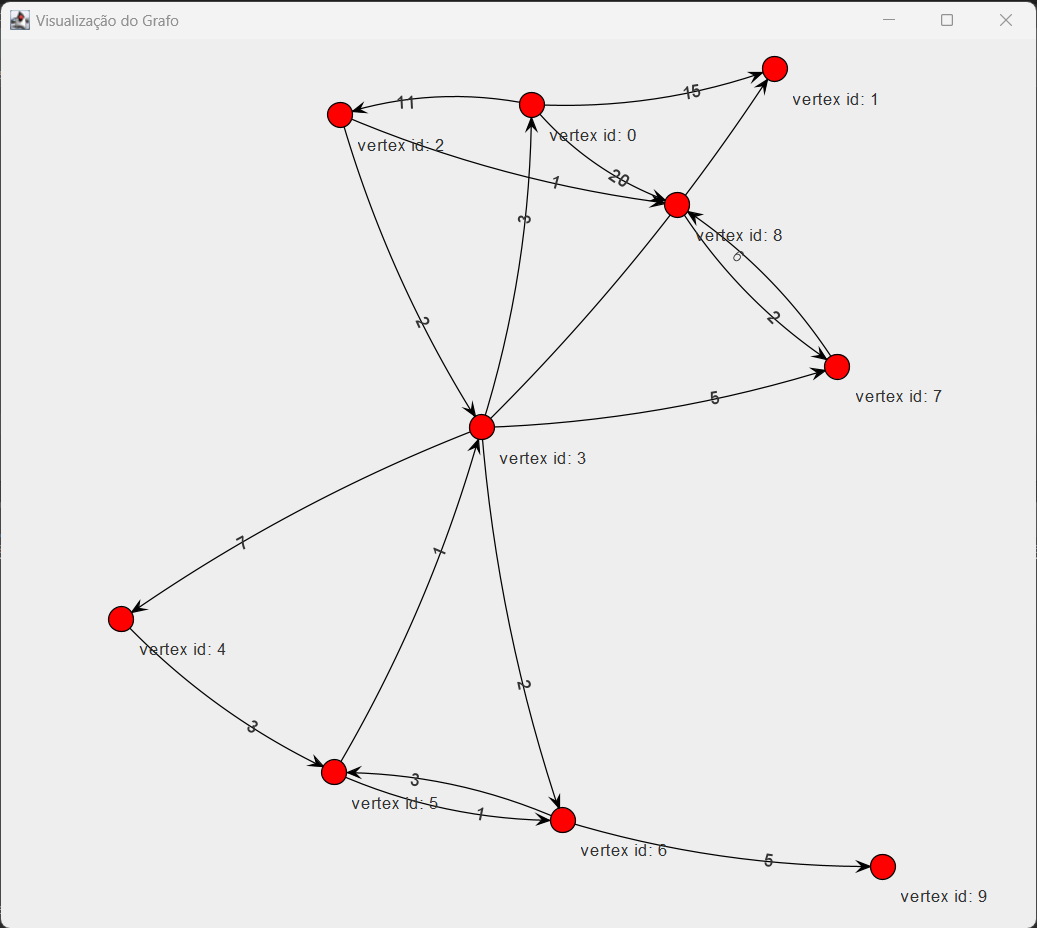 Visualização do Grafo
11
15
vertex id: 1
vertex id: 0
vertex id: 2
20
1
3
vertex id: 8
6
2
2
vertex id: 7
5
vertex id: 3
7
1
vertex id: 4
2
3
3
vertex id: 5
1
vertex id: 6
5
vertex id: 9